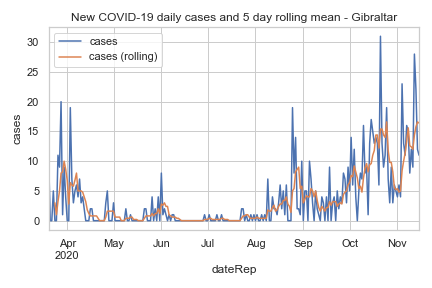 New COVID-19 daily cases and 5 day rolling mean - Gibraltar
cases
cases (rolling)
30
25
20
15
10
5
0
cases
Apr May Jun Jul Aug Sep Oct Nov
2020
dateRep